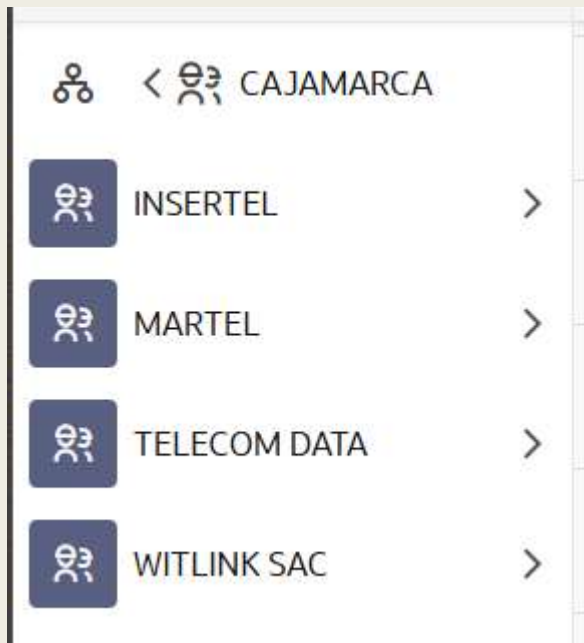 CAJAMARCA
INSERTEL
MARTEL
TELECOM DATA
WITLINK SAC